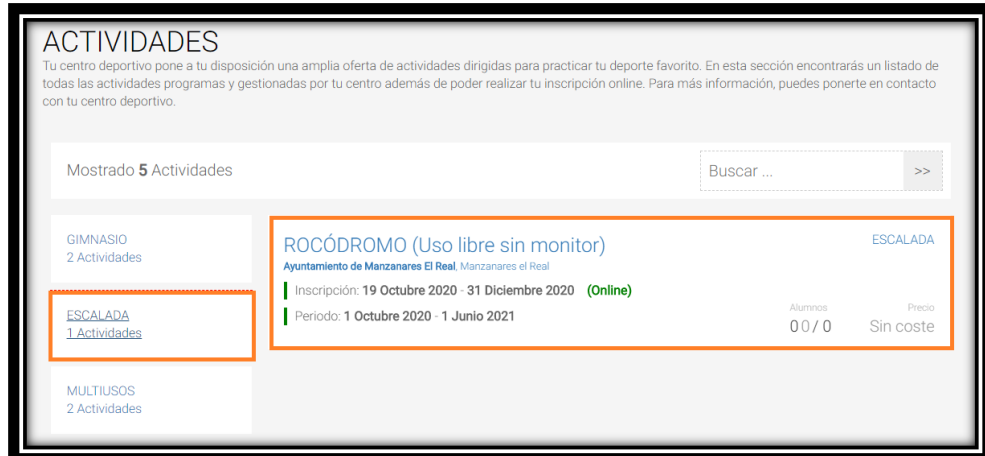 ACTIVIDADES
Tu centro deportivo pone a tu disposición una amplia oferta de actividades dirigidas para practicar tu deporte favorito. En esta sección encontrarás un listado de
todas las actividades programas y gestionadas por tu centro además de poder realizar tu inscripción online. Para más información, puedes ponerte en contacto
con tu centro deportivo.
Mostrado 5 Actividades
Buscar ...
>>
GIMNASIO
2 Actividades
ESCALADA
1 Actividades
MULTIUSOS
2 Actividades
ROCÓDROMO (Uso libre sin monitor)
ESCALADA
Ayuntamiento de Manzanares El Real, Manzanares el Real
Inscripción: 19 Octubre 2020 - 31 Diciembre 2020 (Online)
Periodo: 1 Octubre 2020 - 1 Junio 2021
Alumnos
0 0 / 0
Precio
Sin coste